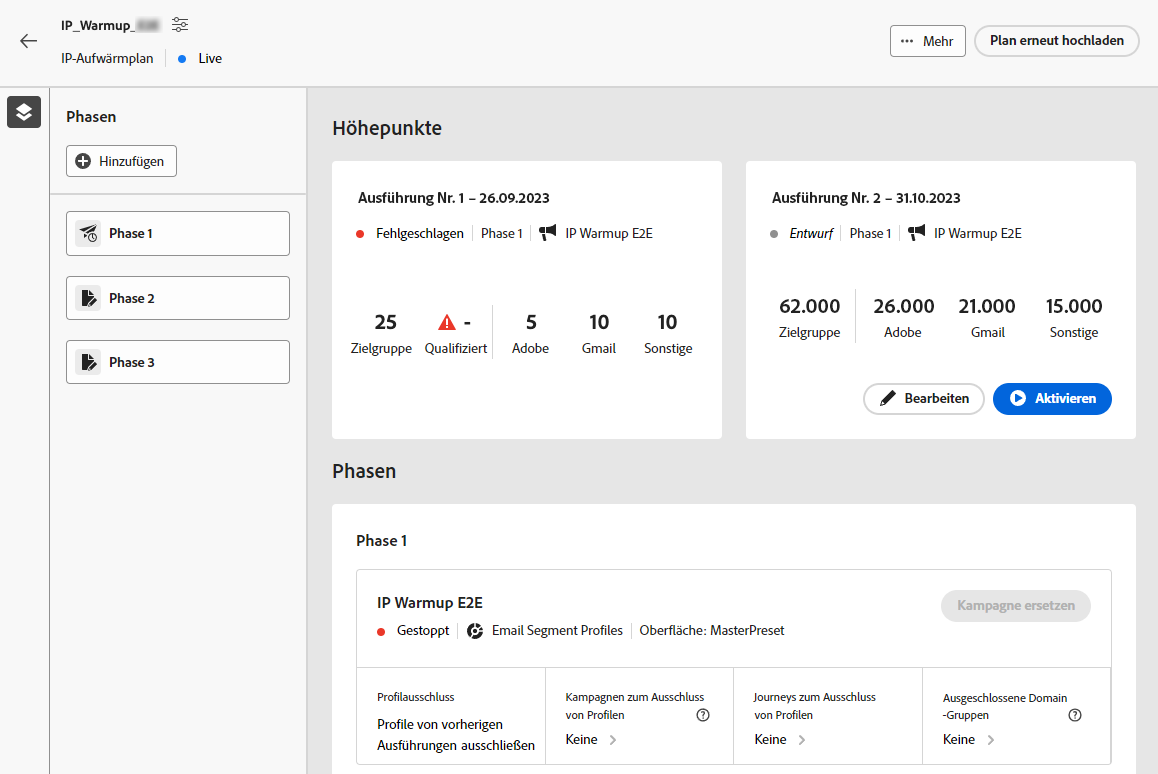 IP_Warmup_
IP-Aufwärmplan Live
Mehr
Plan erneut hochladen
Phasen
Hinzufügen
Phase 1
Phase 2
Phase 3
Höhepunkte
Ausführung Nr. 1 – 26.09.2023
Fehlgeschlagen Phase 1 IP Warmup E2E
25 - 5 10 10
Zielgruppe Qualifiziert Adobe Gmail Sonstige
Ausführung Nr. 2 – 31.10.2023
Entwurf Phase 1 IP Warmup E2E
62.000 26.000 21.000 15.000
Zielgruppe Adobe Gmail Sonstige
Bearbeiten Aktivieren
Phasen
Phase 1
IP Warmup E2E
Kampagne ersetzen
Gestoppt Email Segment Profiles Oberfläche: MasterPreset
Profilausschluss
Profile von vorherigen
Ausführungen ausschließen
Kampagnen zum Ausschluss
von Profilen
Keine
Journeys zum Ausschluss
von Profilen
Keine
Ausgeschlossene Domain
-Gruppen
Keine